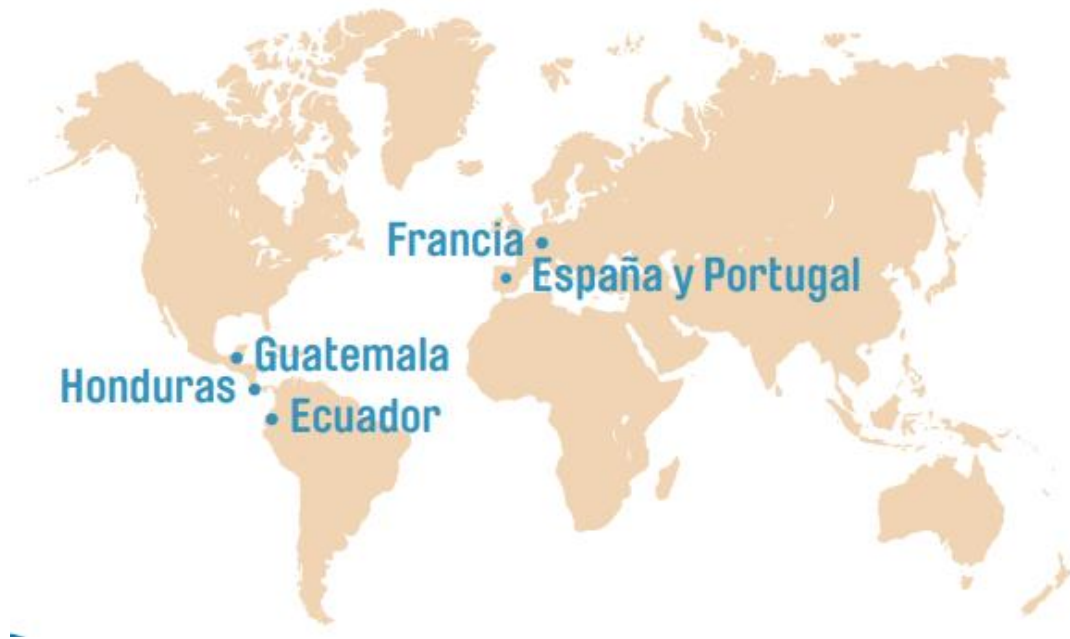 Francia
España y Portugal
Guatemala
Honduras
Ecuador